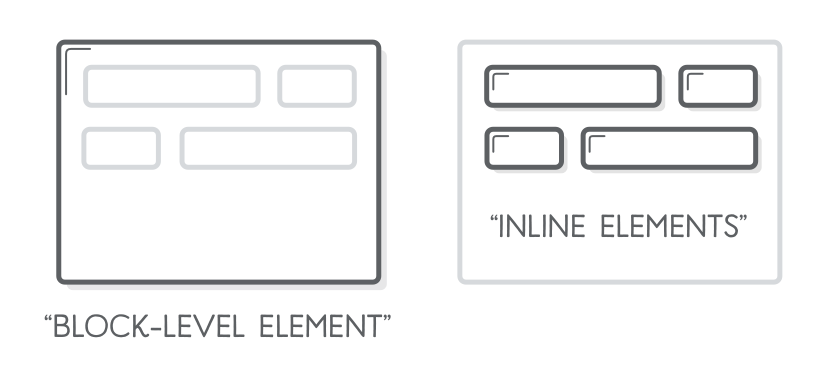 “INLINE ELEMENTS”
“BLOCK-LEVEL ELEMENT”